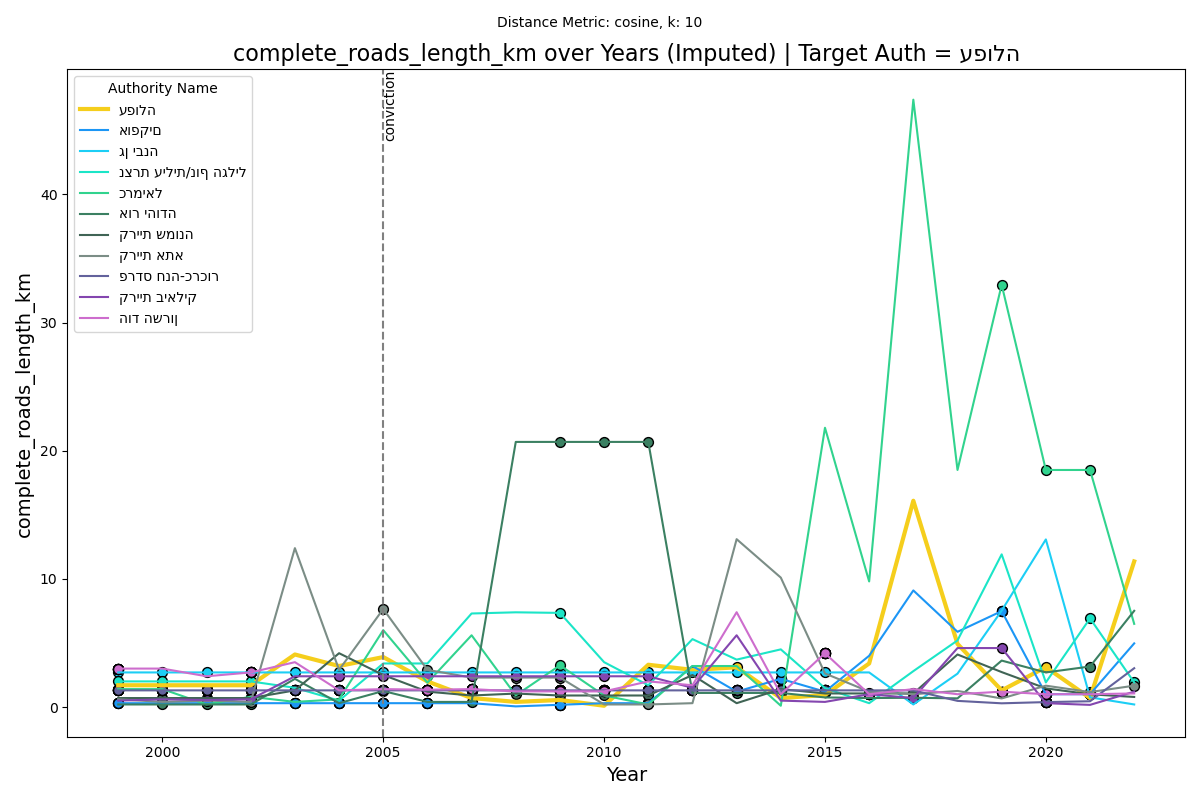 Distance Metric: cosine, k: 10
complete_roads_length_km over Years (Imputed) | Target Auth = עפולה
conviction
Authority Name
עפולה
אופקים
גן יבנה
נצרת עילית/נוף הגליל
כרמיאל
אור יהודה
קריית שמונה
קריית אתא
פרדס חנה-כרכור
קריית ביאליק
הוד השרון
complete_roads_length_km
40
30
20
10
0
2000
2005
2010
2015
2020
Year